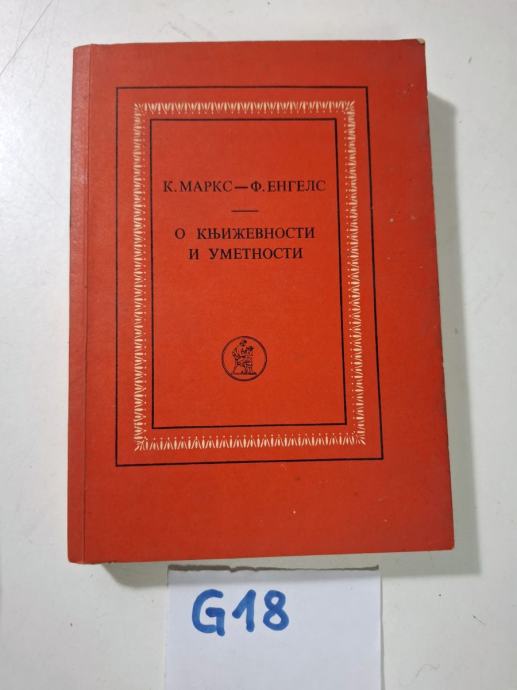 К. МАРКС — Ф. ЕНГЕЛС
О КЊИЖЕВНОСТИ
И УМЕТНОСТИ
G18